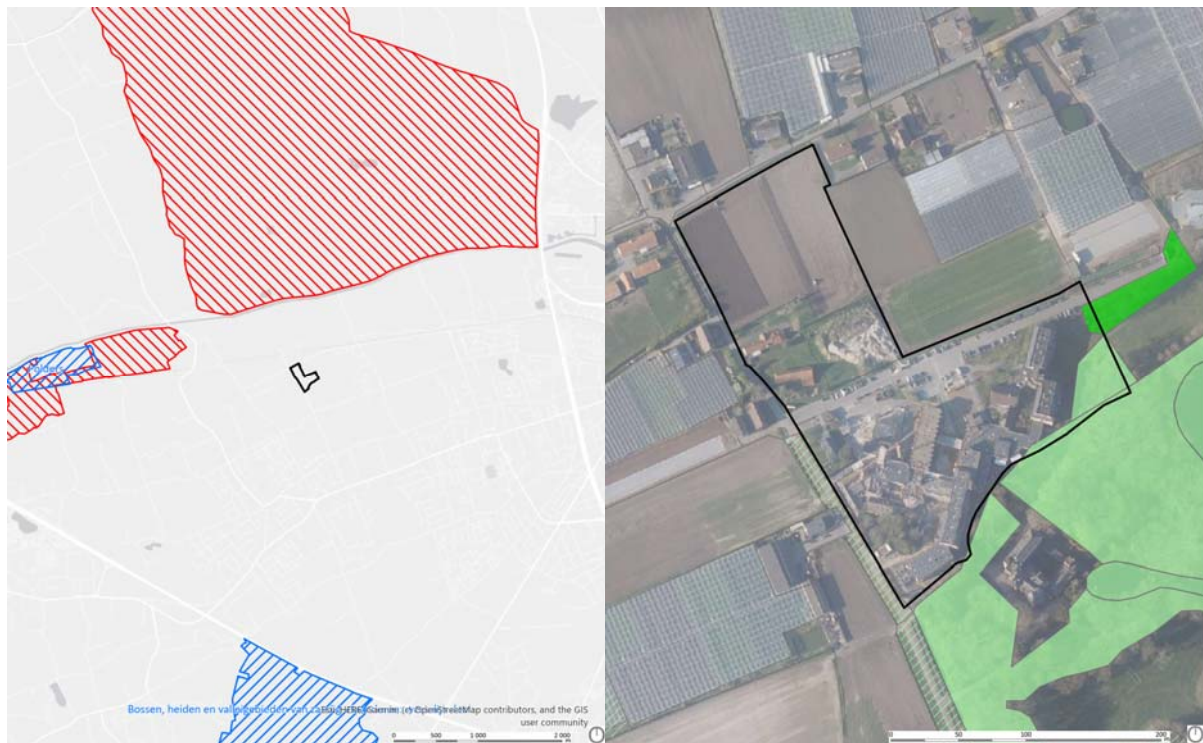 Polders
Bossen, heiden en valleigebieden van
OpenStreetMap contributors, and the GIS
user community
0 500 1 000 2 000
m
0 50 100 200
m